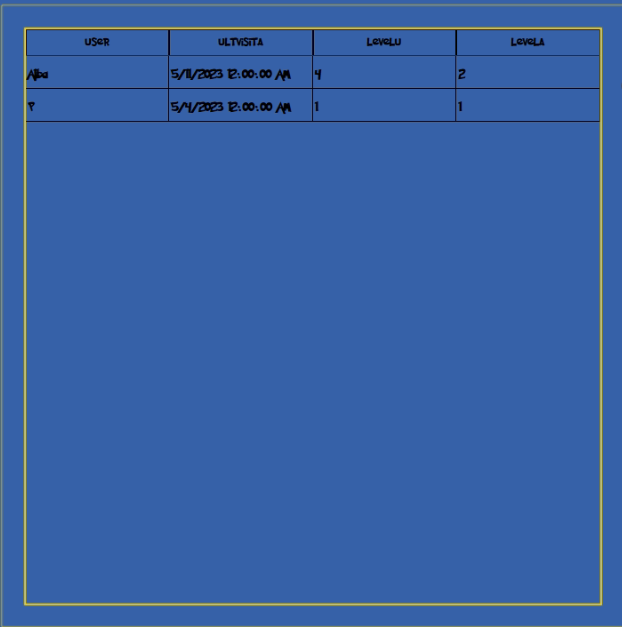 USER ULTVISITA LEVELU LEVELA
Alba 5/11/2023 12:00:00 AM 4 2
? 5/4/2023 12:00:00 AM 1 1